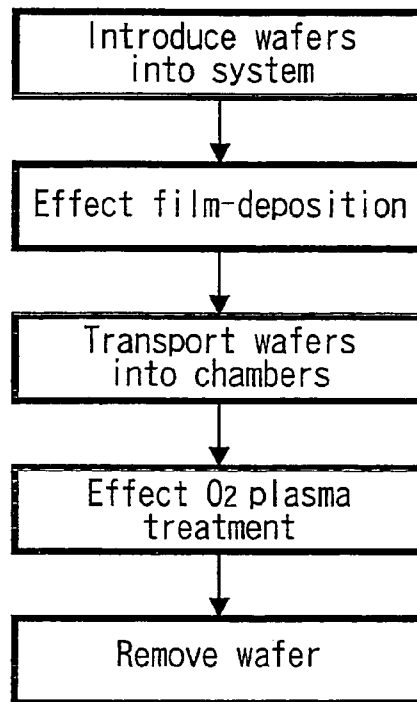 Introduce wafers
into system
Effect film-deposition
Transport wafers
into chambers
Effect O2 plasma
treatment
Remove wafer